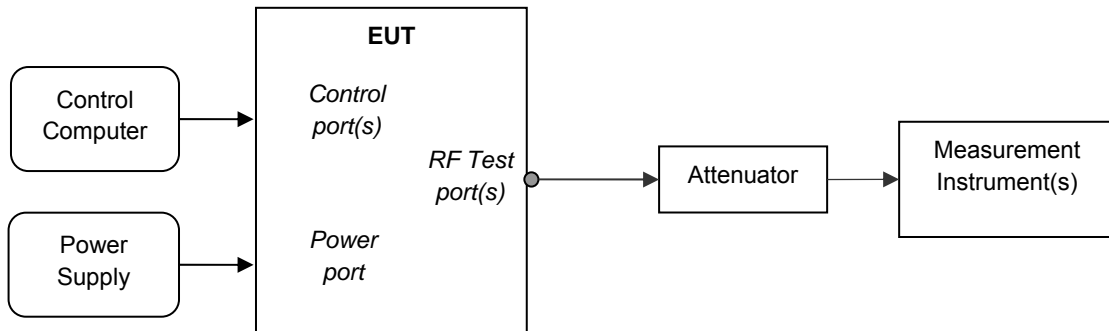 EUT
Control
Computer
Control
port(s)
RF Test
port(s)
Attenuator
Measurement
Instrument(s)
Power
Supply
Power
port